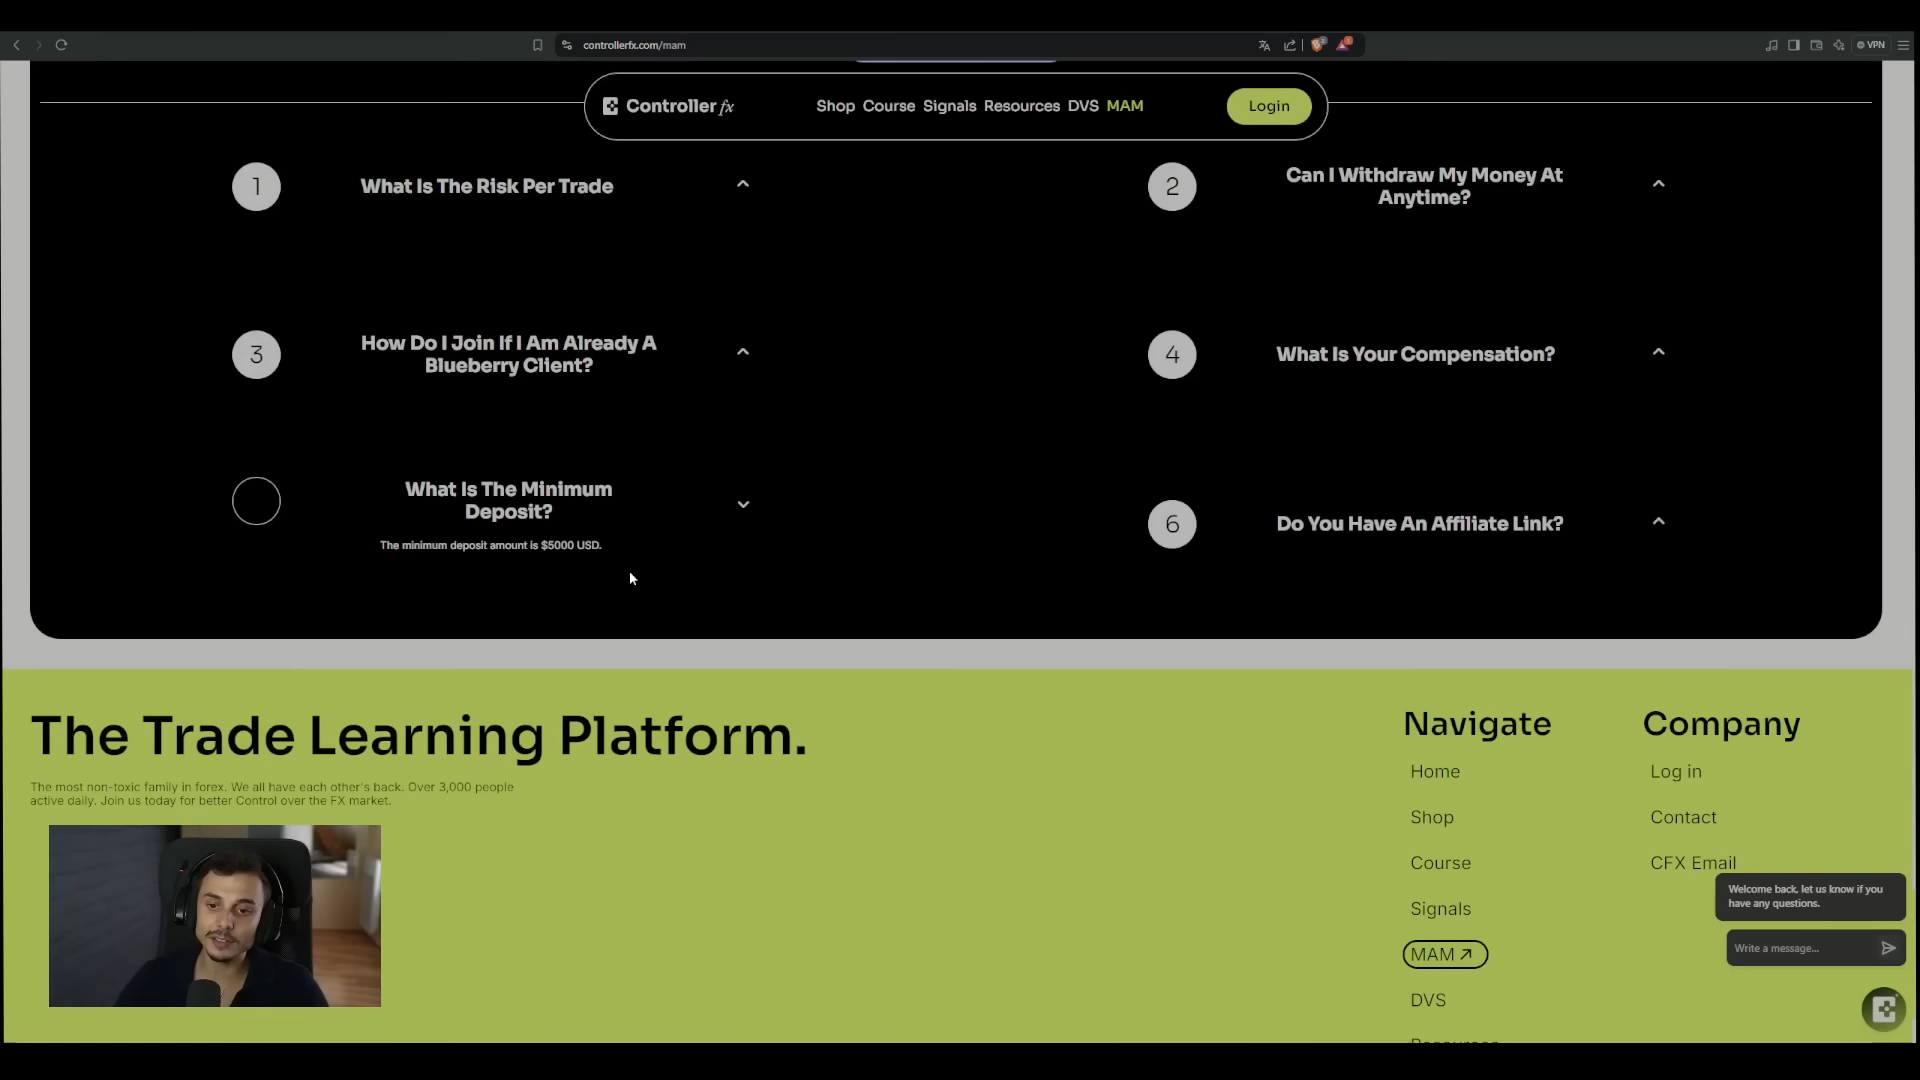 controllerfx.com/mam
VPN
Controller fx
Shop Course Signals Resources DVS MAM
Login
1
What Is The Risk Per Trade
2
Can I Withdraw My Money At
Anytime?
3
How Do I Join If I Am Already A
Blueberry Client?
4
What Is Your Compensation?
What Is The Minimum
Deposit?
The minimum deposit amount is $5000 USD.
6
Do You Have An Affiliate Link?
The Trade Learning Platform.
The most non-toxic family in forex. We all have each other's back. Over 3,000 people
active daily. Join us today for better Control over the FX market.
Navigate
Home
Shop
Course
Signals
MAM
DVS
Resources
Company
Log in
Contact
CFX Email
Welcome back, let us know if you
have any questions.
Write a message...